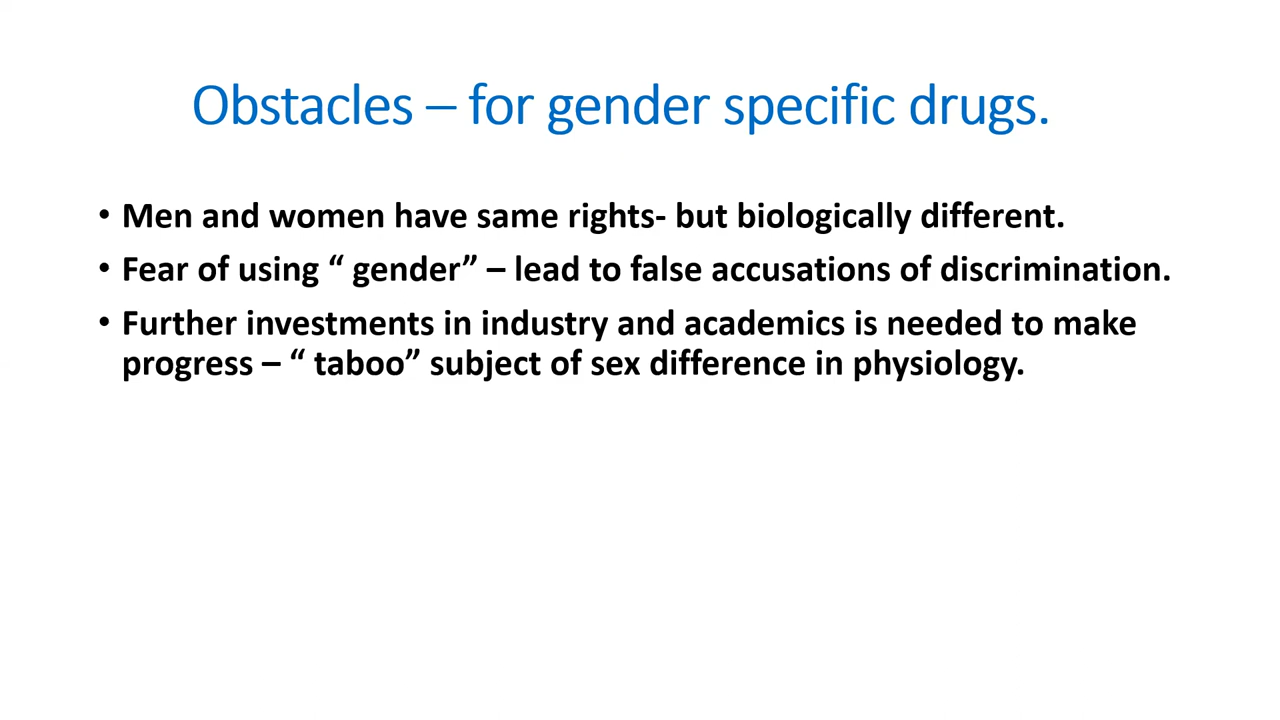 Obstacles – for gender specific drugs.
• Men and women have same rights- but biologically different.
• Fear of using “ gender” – lead to false accusations of discrimination.
• Further investments in industry and academics is needed to make
progress – “ taboo” subject of sex difference in physiology.